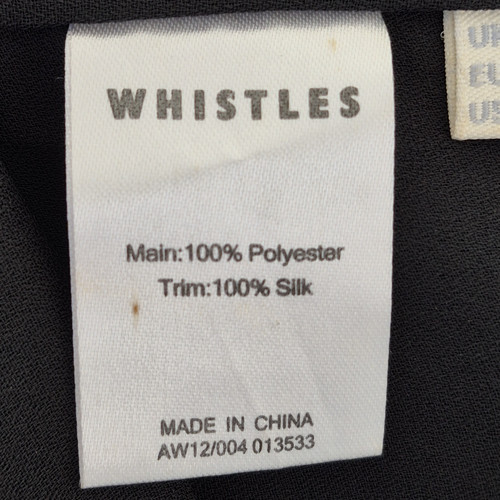 WHISTLES
Main:100% Polyester
Trim:100% Silk
MADE IN CHINA
AW12/004 013533